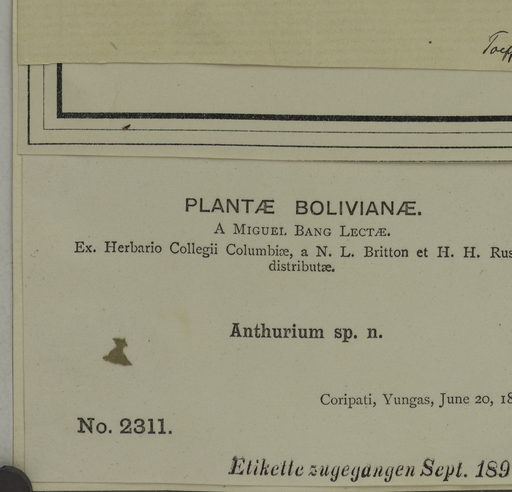 PLANTÆ BOLIVIANÆ.
A MIGUEL BANG LECTÆ.
Ex. Herbario Collegii Columbiæ, a N. L. Britton et H. H. Rus
distributæ.
Anthurium sp. n.
Coripati, Yungas, June 20, 18
No. 2311.
Etikette zugegangen Sept. 189